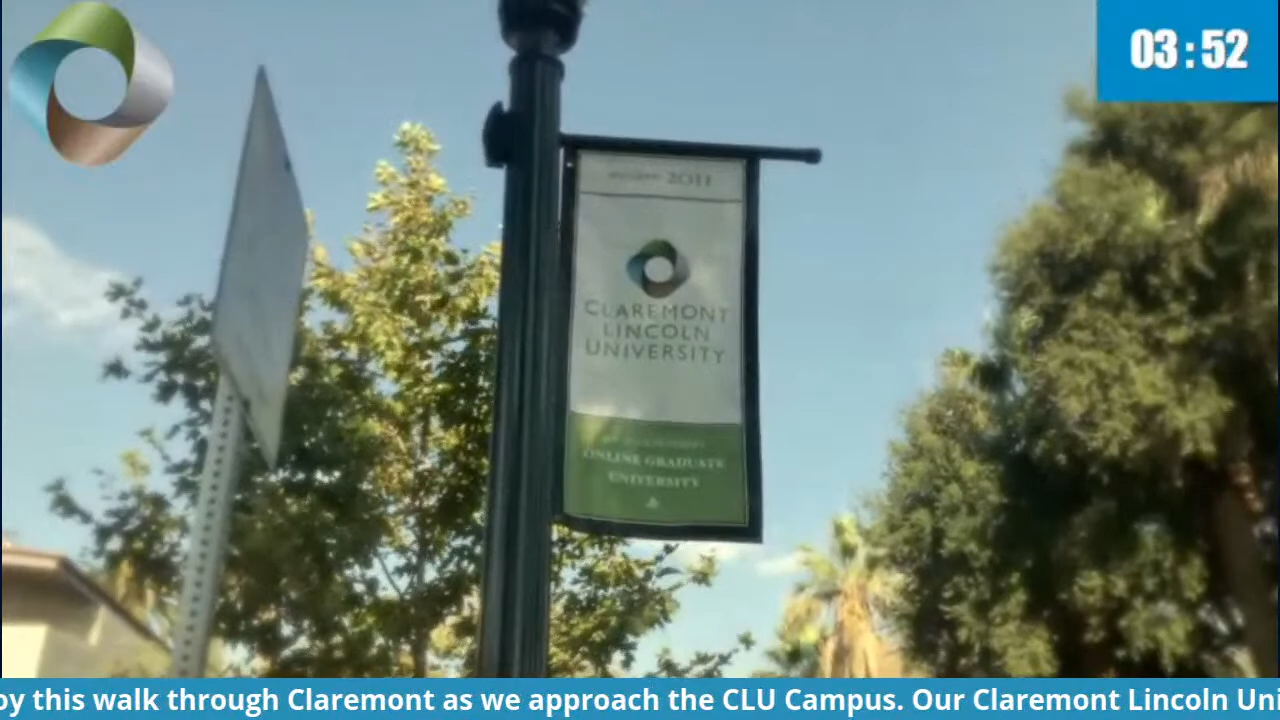 03:52
2011
CLAREMONT
LINCOLN
UNIVERSITY
ONLINE GRADUATE
UNIVERSITY
oy this walk through Claremont as we approach the CLU Campus. Our Claremont Lincoln Uni